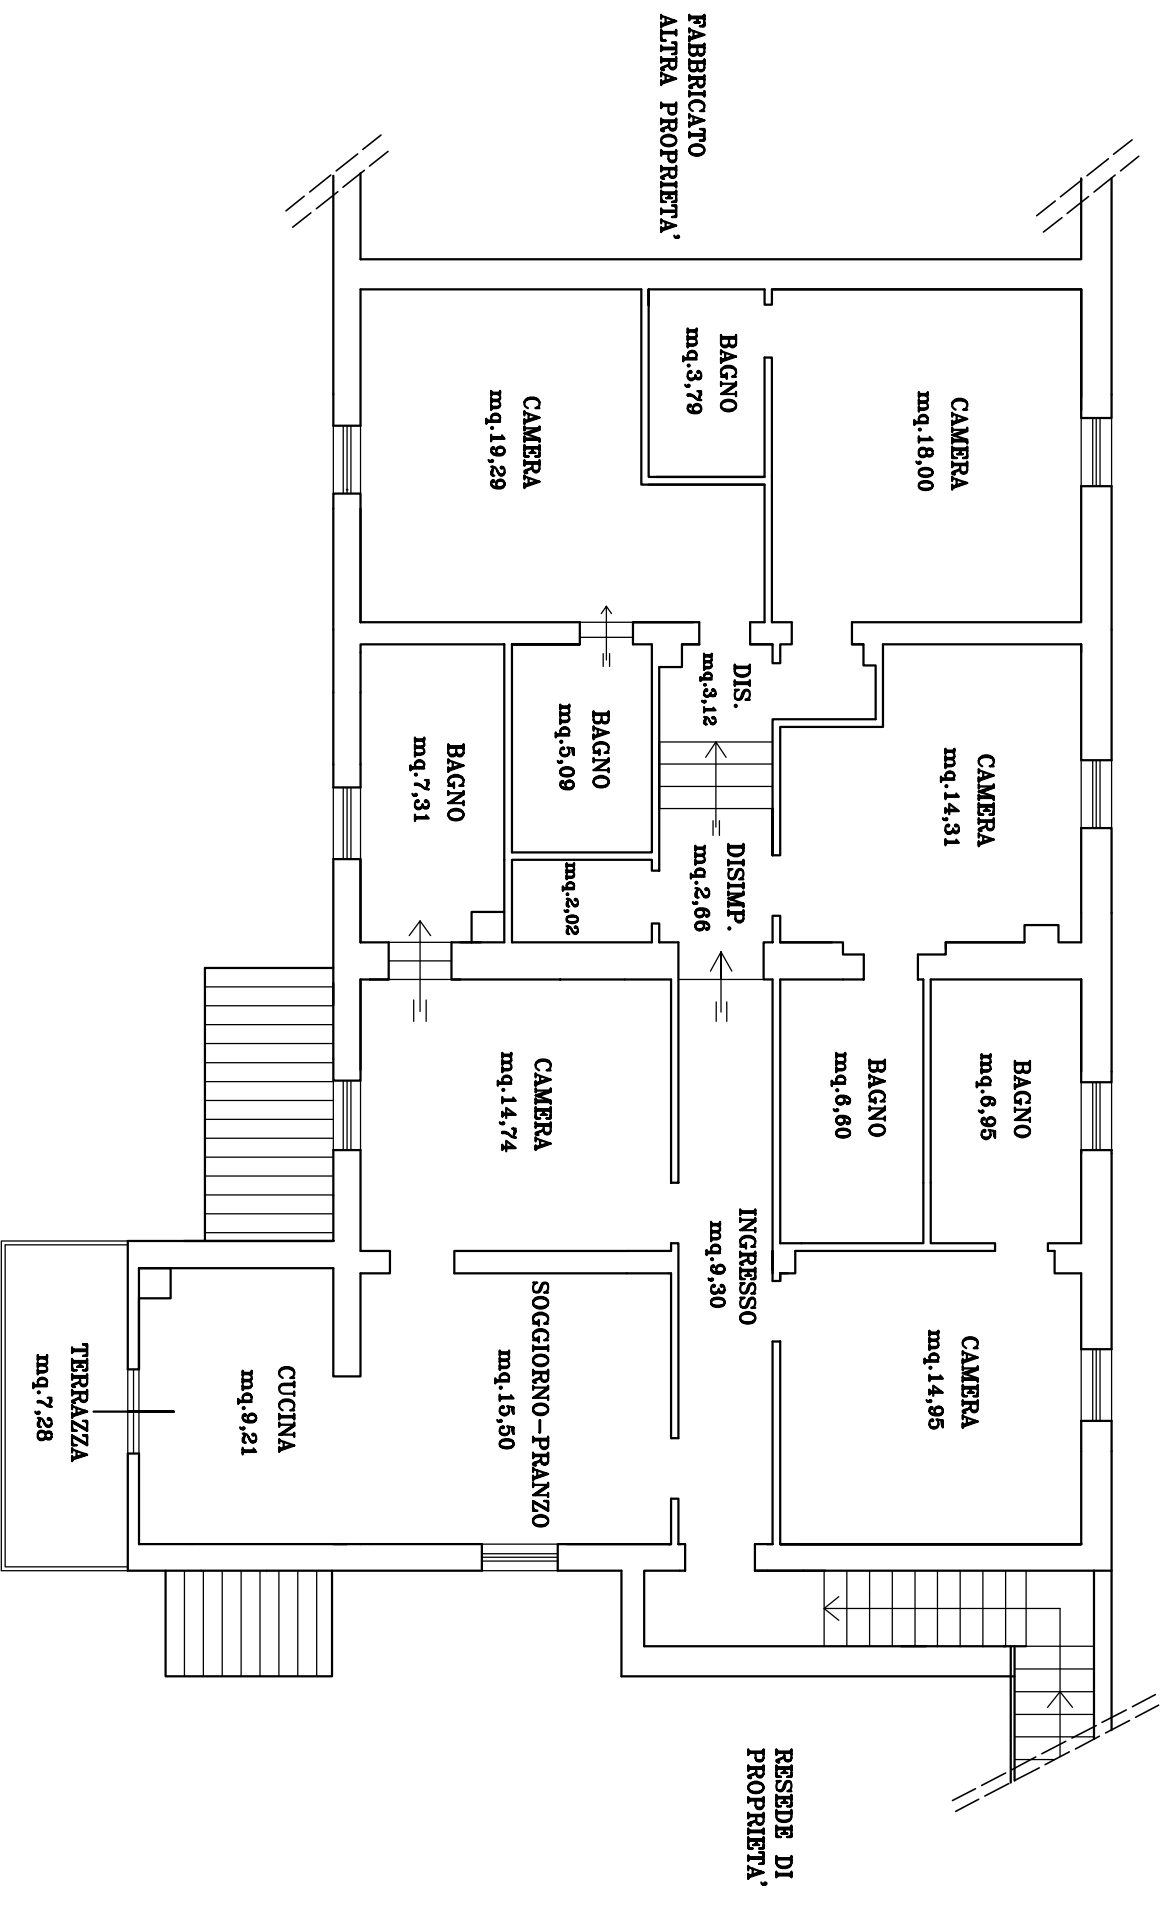 FABBRICATO
ALTRA PROPRIETA'
CAMERA
mq.18,00
BAGNO
mq.3,79
CAMERA
mq.19,29
CAMERA
mq.14,31
DIS.
mq.3,12
BAGNO
mq.5,09
BAGNO
mq.7,31
DISIMP.
mq.2,66
mq.2,02
BAGNO
mq.6,95
BAGNO
mq.6,60
CAMERA
mq.14,74
INGRESSO
mq.9,30
CAMERA
mq.14,95
SOGGIORNO-PRANZO
mq.15,50
CUCINA
mq.9,21
TERRAZZA
mq.7,28
RESEDE DI
PROPRIETA'